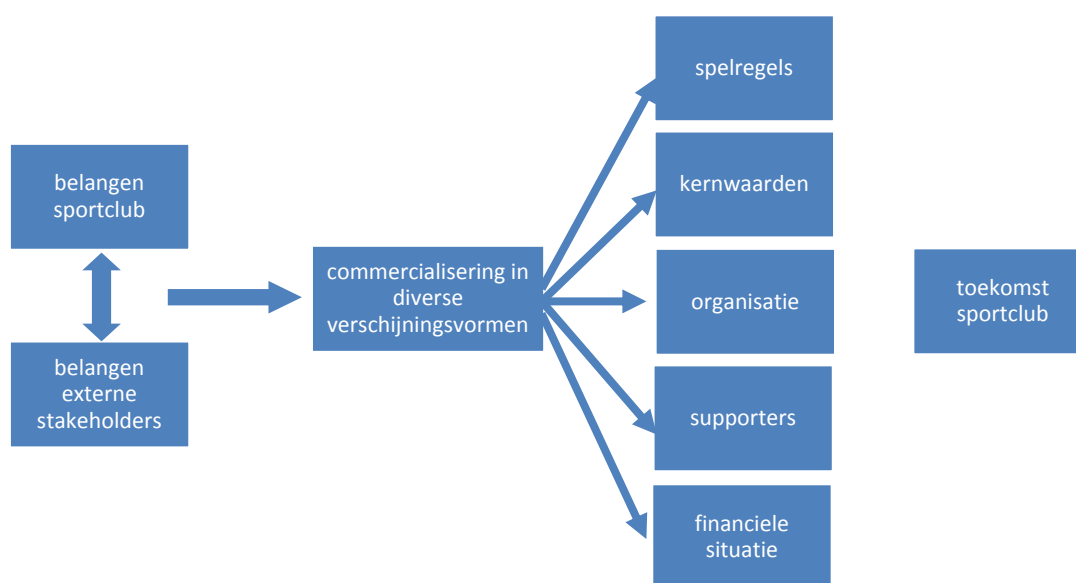 belangen
sportclub
belangen
externe
stakeholders
commercialisering in
diverse
verschijningsvormen
spelregels
kernwaarden
organisatie
supporters
financiele
situatie
toekomst
sportclub